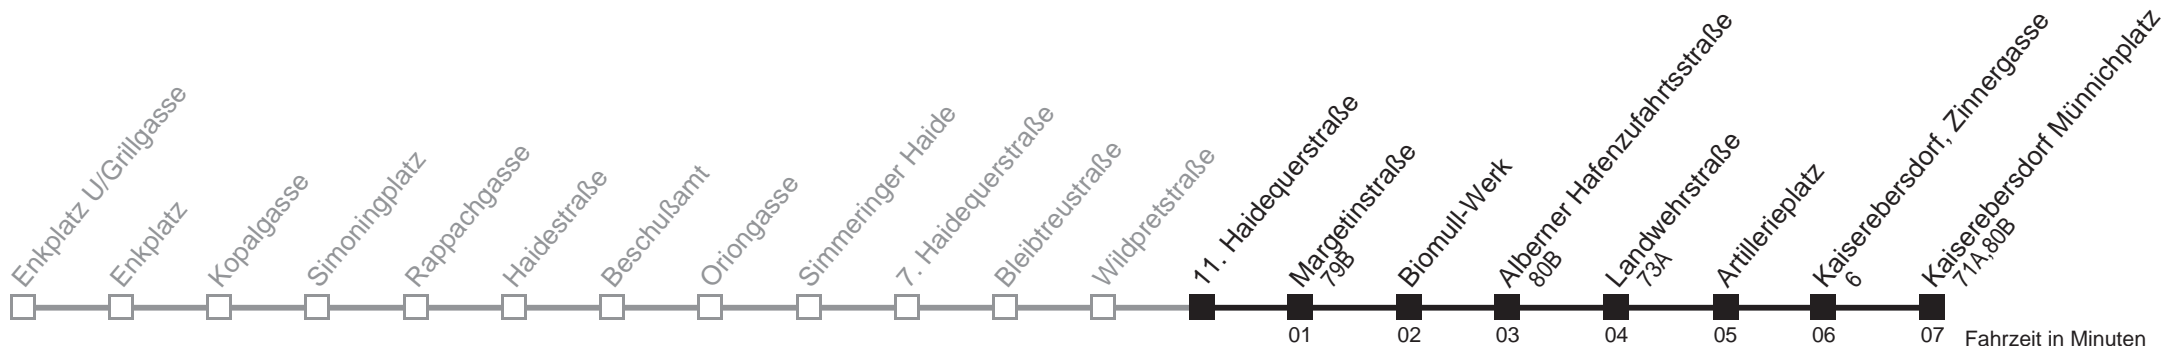 Enkplatz U/Grillgasse
Enkplatz
Kopalgasse
Simoningplatz
Rappachgasse
Haidestraße
Beschußamt
Oriongasse
Simmeringer Haide
7. Haidequerstraße
Bleibtreustraße
Wildpretstraße
11. Haidequerstraße
Margetinstraße
79B
Biomull-Werk
Alberner Hafenzufahrtsstraße
80B
Landwehrstraße
73A
Artillerieplatz
Kaiserebersdorf, Zinnergasse
6
Kaiserebersdorf Münnichplatz
71A,80B
01
02
03
04
05
06
07
Fahrzeit in Minuten